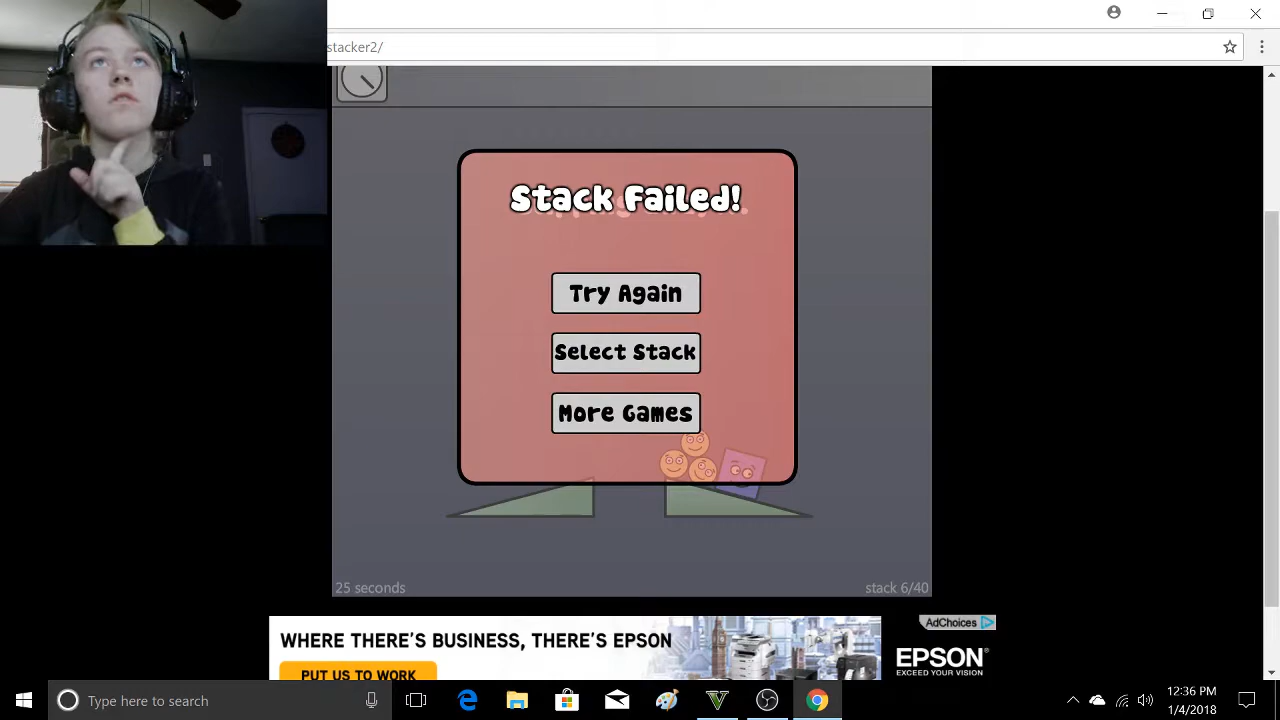 stacker2/
Stack Failed!
Try Again
Select Stack
More Games
25 seconds
stack 6/40
WHERE THERE'S BUSINESS, THERE'S EPSON
PUT US TO WORK
AdChoices
EPSON®
EXCEED YOUR VISION
Type here to search
12:36 PM
1/4/2018